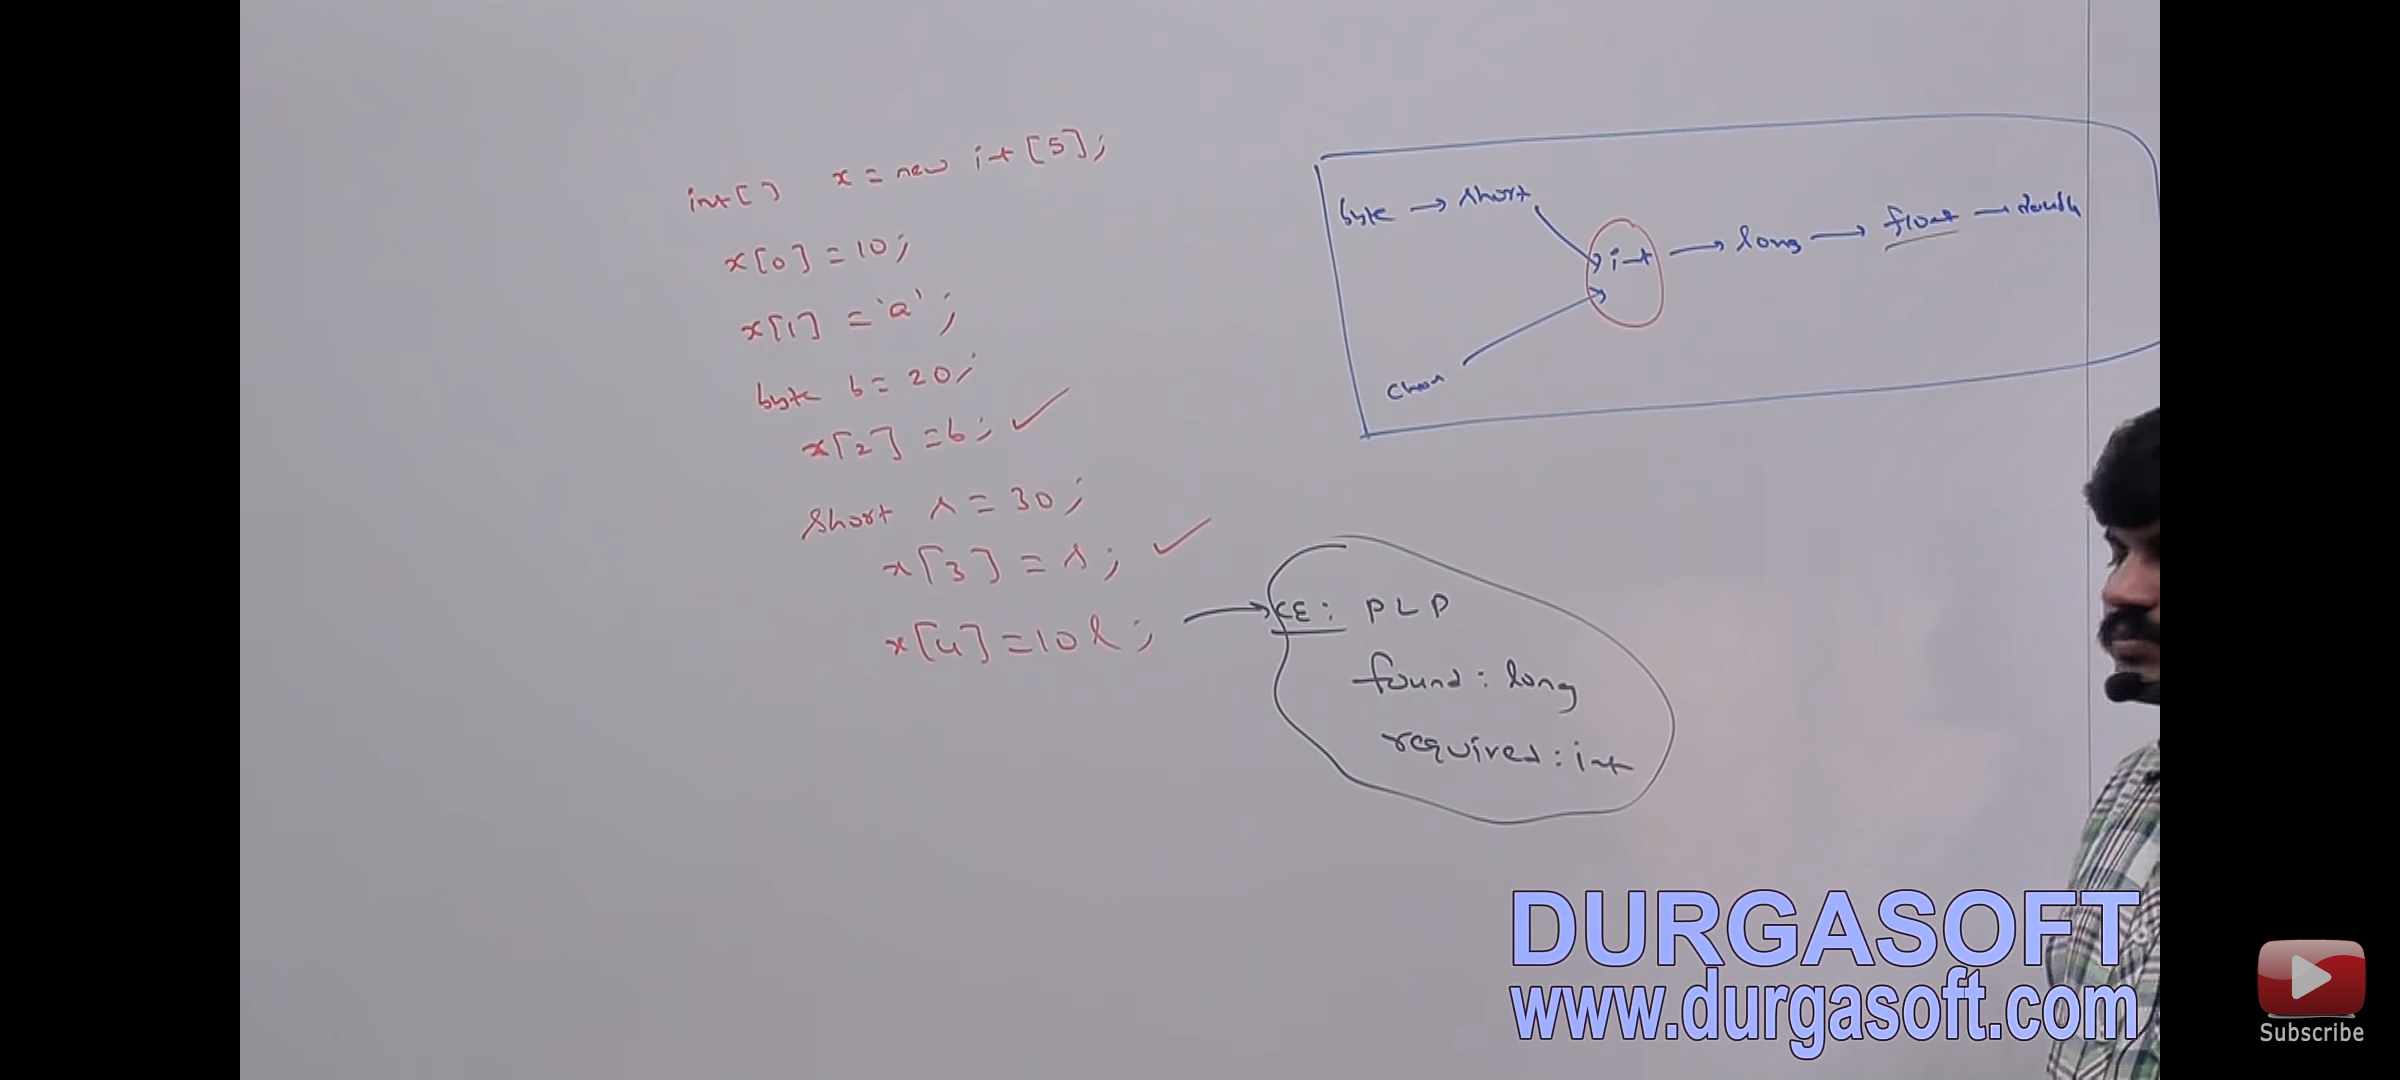 int[] x = new int[5];
x[0] = 10;
x[1] = 'a';
byte b = 20;
x[2] = b;
short s = 30;
x[3] = s;
x[4] = 10l;
byte → short
int → long → float → double
char
CE: PLP
found: long
required: int
DURGASOFT
www.durgasoft.com
Subscribe